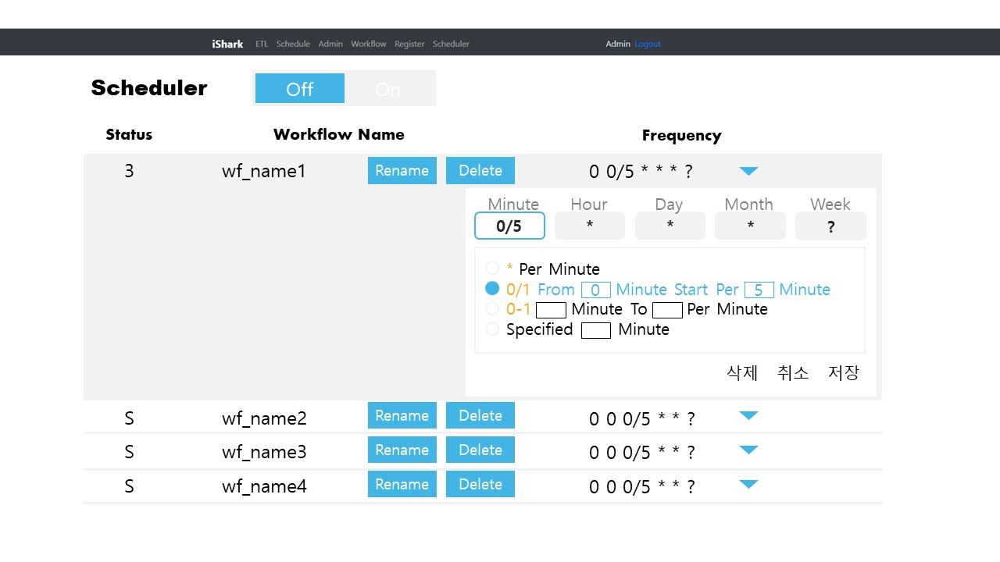 iShark ETL Schedule Admin Workflow Register Scheduler Admin Logout
Scheduler Off On
Status Workflow Name Frequency
3 wf_name1 Rename Delete 0 0/5 * * * ?
Minute Hour Day Month Week
0/5 * * * ?
* Per Minute
0/1 From 0 Minute Start Per 5 Minute
0-1 Minute To Per Minute
Specified Minute
삭제 취소 저장
S wf_name2 Rename Delete 0 0 0/5 * * ?
S wf_name3 Rename Delete 0 0 0/5 * * ?
S wf_name4 Rename Delete 0 0 0/5 * * ?